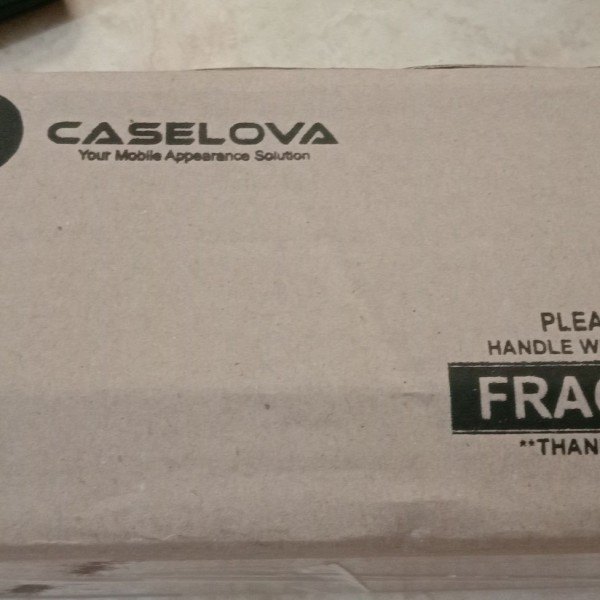 CASELOVA
Your Mobile Appearance Solution
PLEA
HANDLE W
FRAG
**THAN